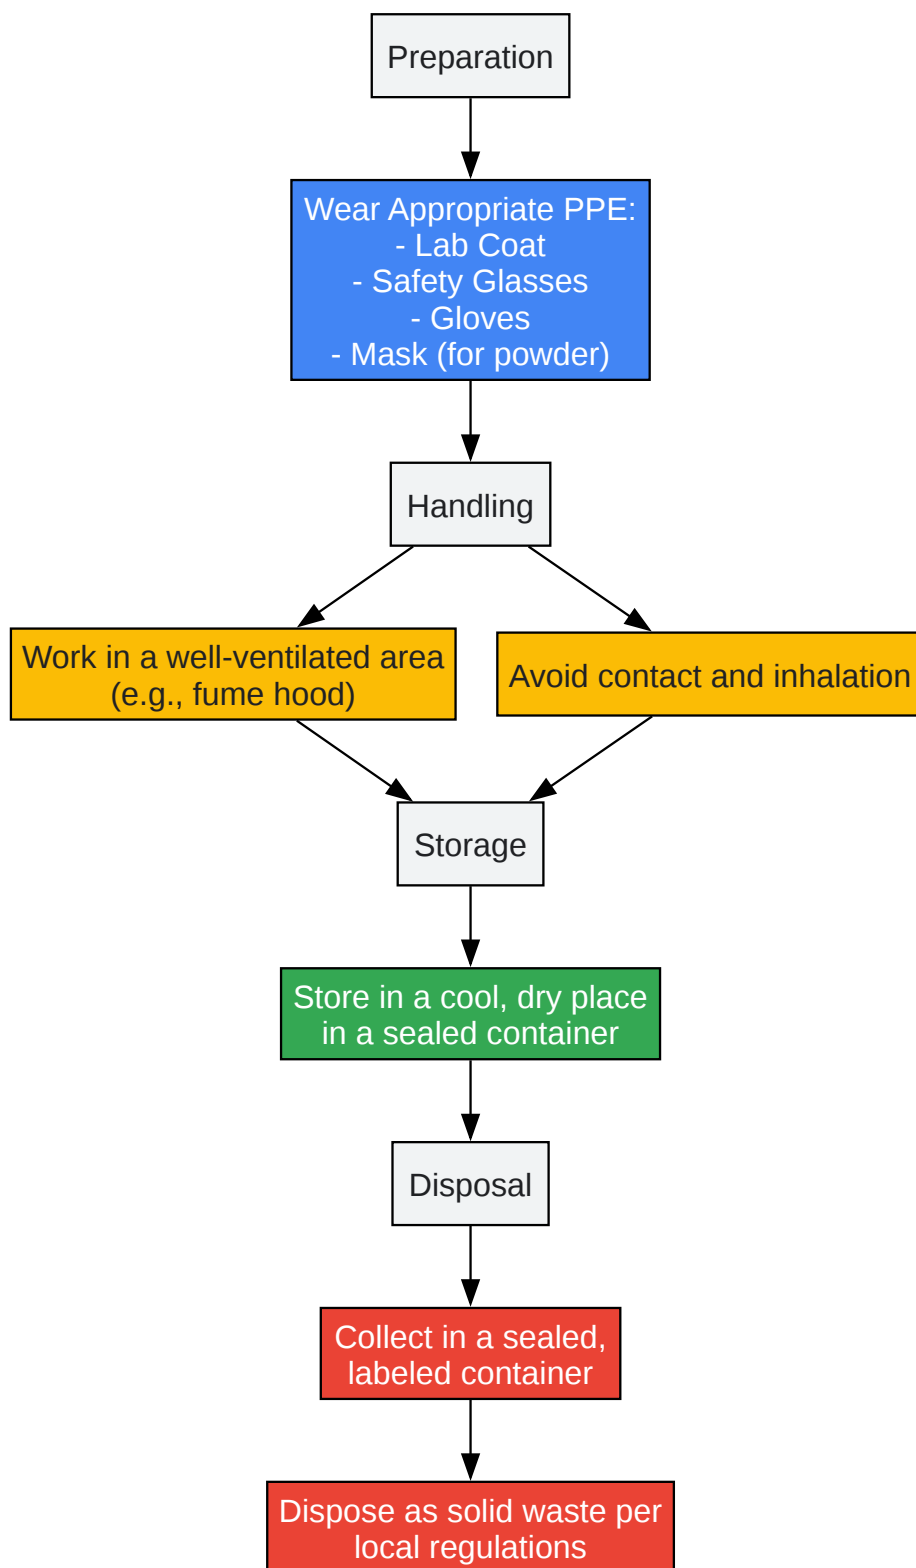 Preparation
Wear Appropriate PPE:
- Lab Coat
- Safety Glasses
- Gloves
- Mask (for powder)
Handling
Work in a well-ventilated area
(e.g., fume hood)
Avoid contact and inhalation
Storage
Store in a cool, dry place
in a sealed container
Disposal
Collect in a sealed,
labeled container
Dispose as solid waste per
local regulations